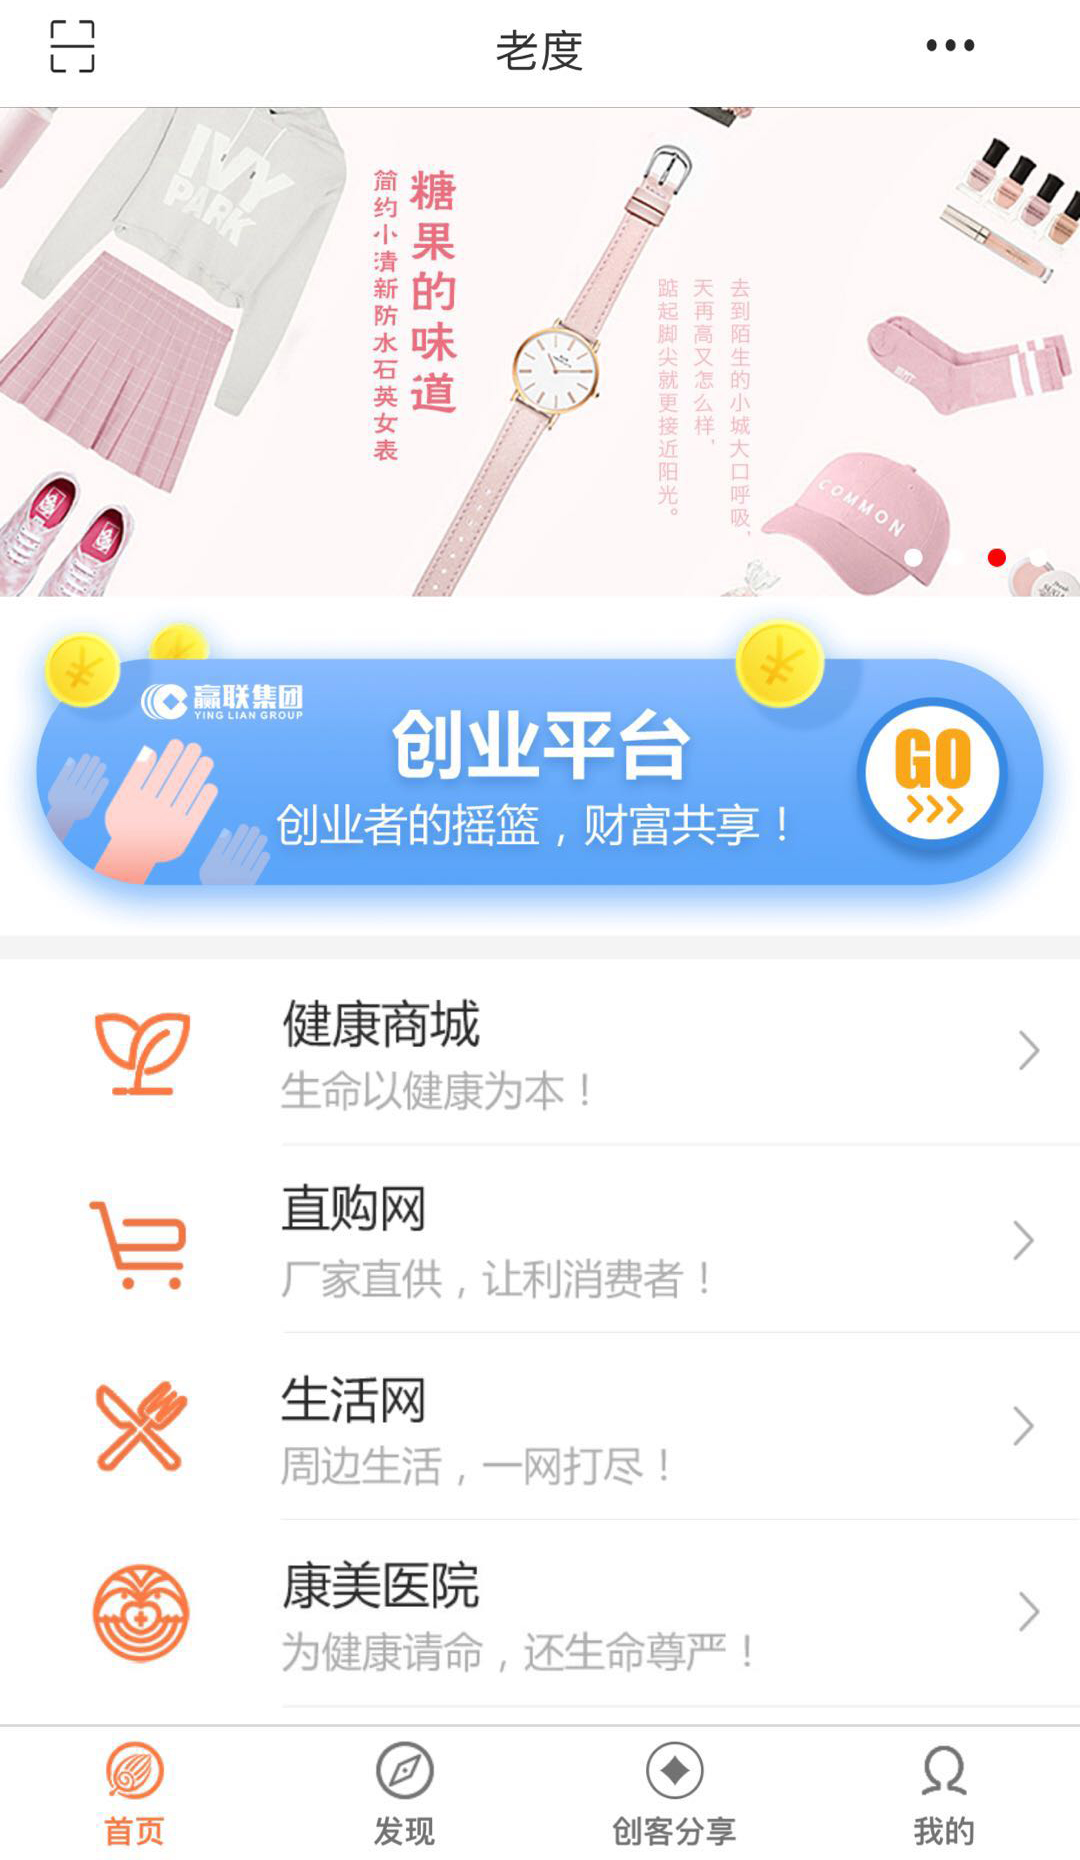 老度
IVY
PARK
糖果的味道
简约小清新防水石英女表
去到陌生的小城大口呼吸，
天再高又怎么样，
踮起脚尖就更接近阳光。
COMMON
赢联集团
YING LIAN GROUP
创业平台
创业者的摇篮，财富共享！
GO
健康商城
生命以健康为本！
直购网
厂家直供，让利消费者！
生活网
周边生活，一网打尽！
康美医院
为健康请命，还生命尊严！
首页
发现
创客分享
我的